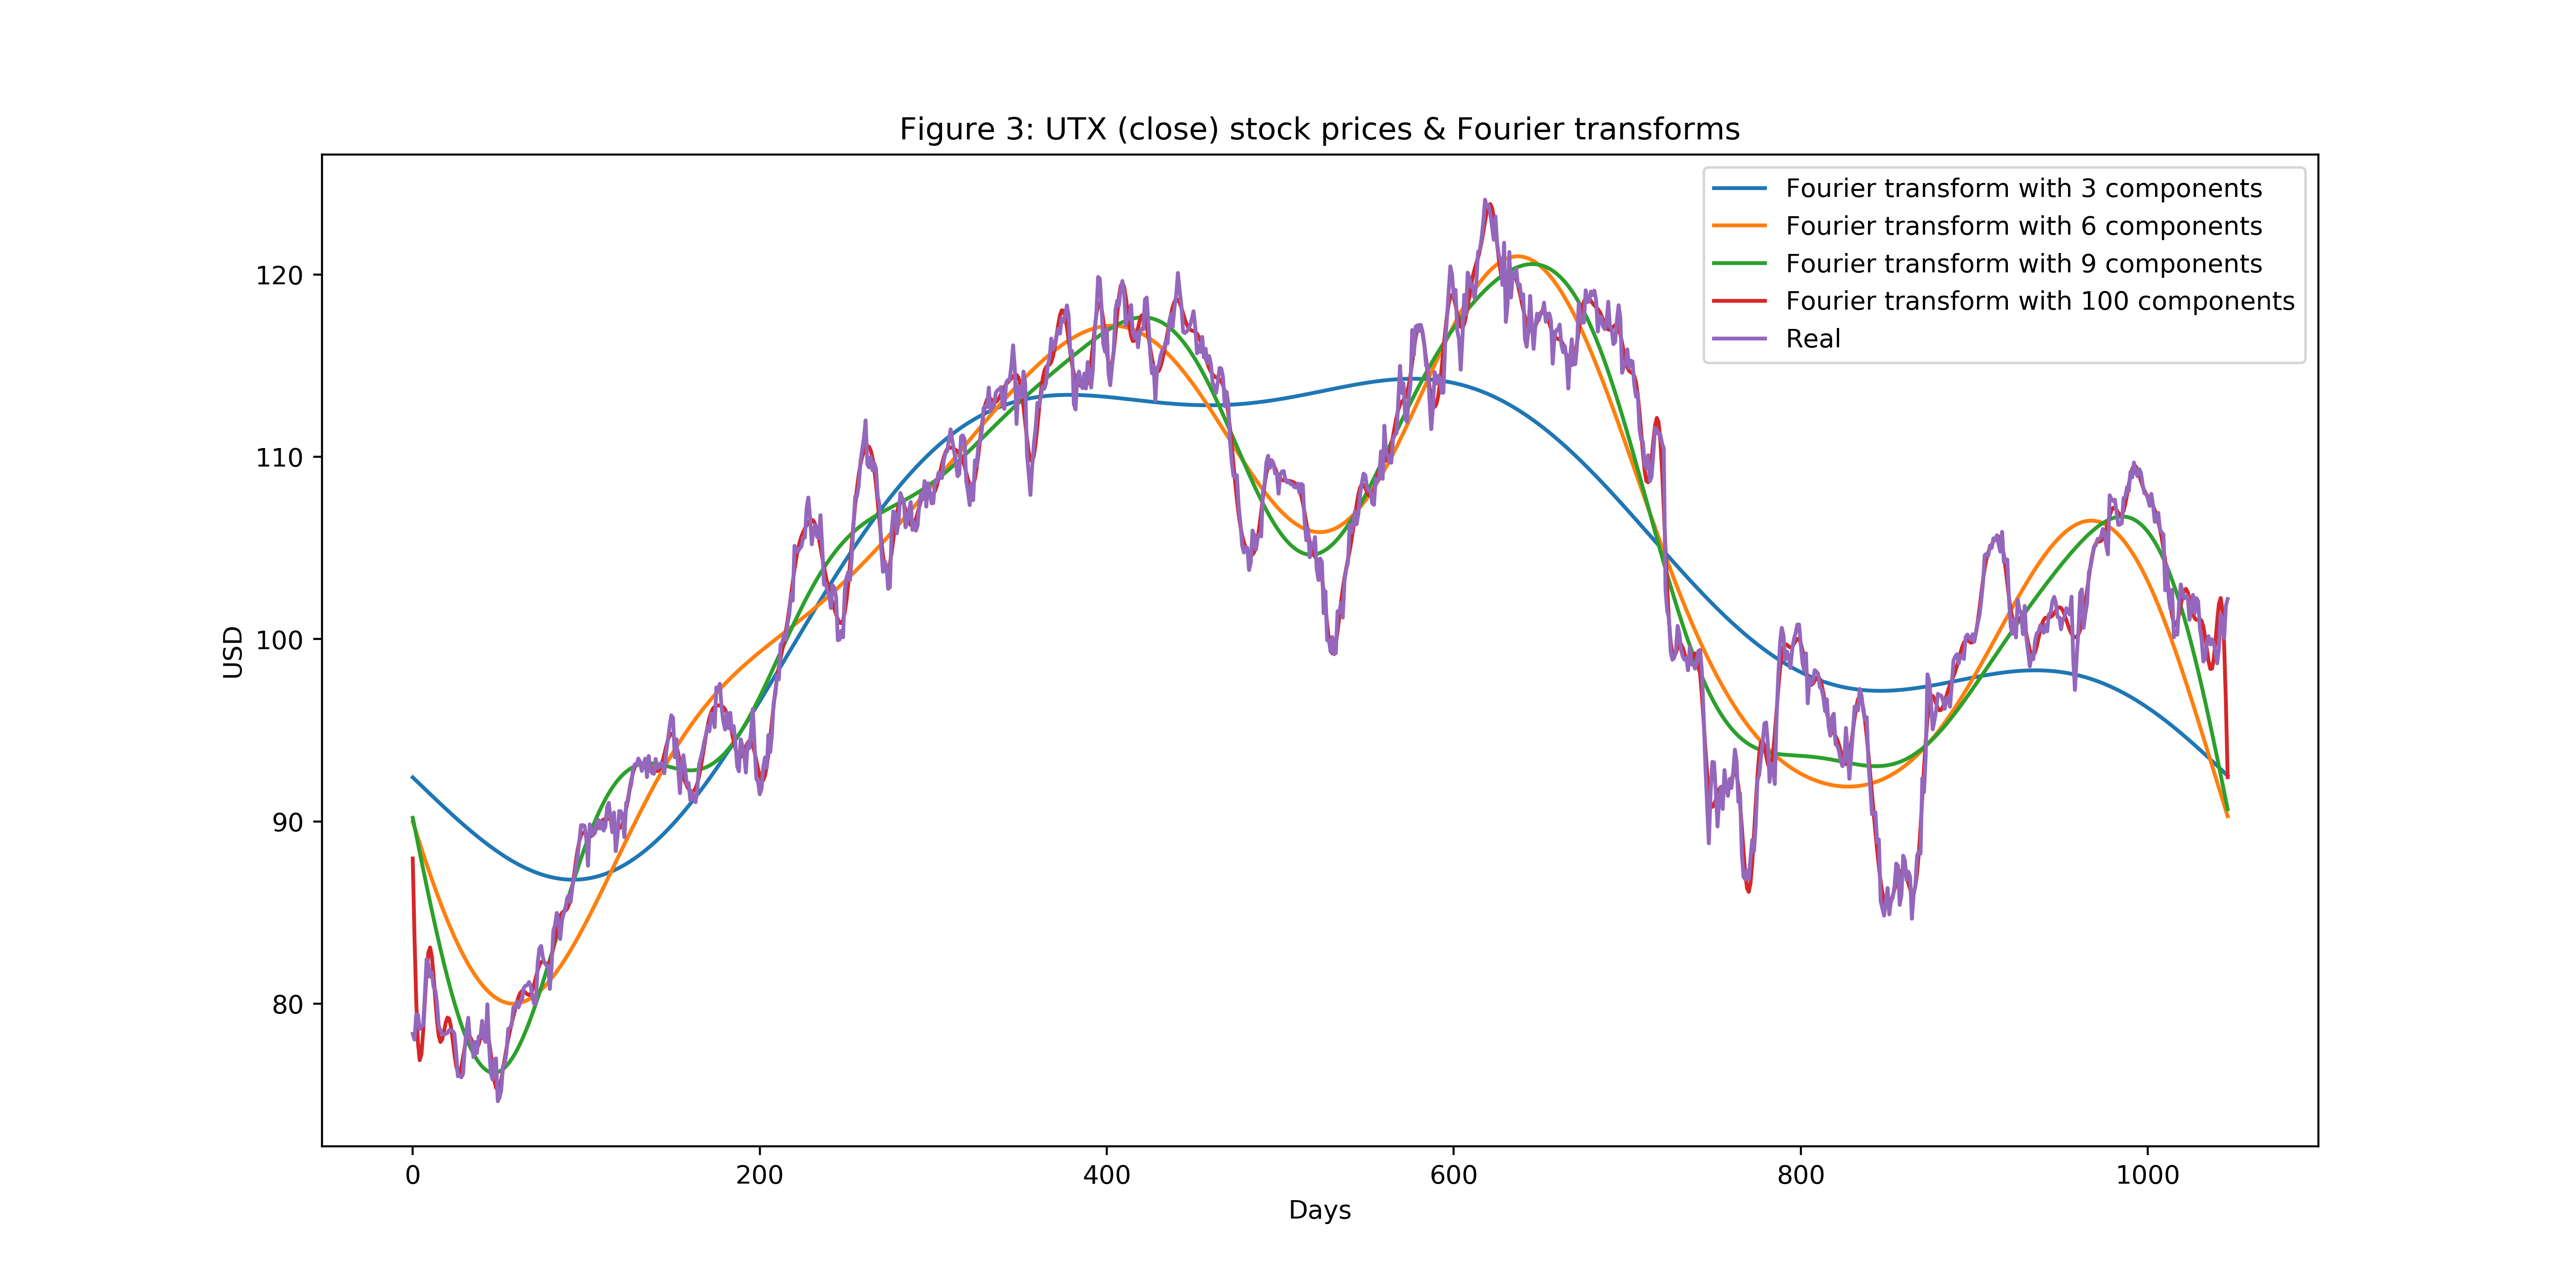 Figure 3: UTX (close) stock prices & Fourier transforms
Fourier transform with 3 components
Fourier transform with 6 components
Fourier transform with 9 components
Fourier transform with 100 components
Real
USD
120
110
100
90
80
0
200
400
600
800
1000
Days